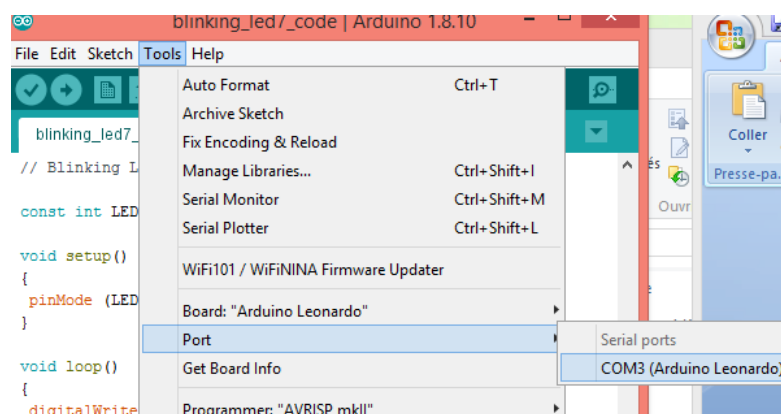 blinking_led7_code | Arduino 1.8.10
File Edit Sketch Tools Help
Auto Format Ctrl+T
Archive Sketch
Fix Encoding & Reload
Manage Libraries... Ctrl+Shift+I
Serial Monitor Ctrl+Shift+M
Serial Plotter Ctrl+Shift+L
WiFi101 / WiFiNINA Firmware Updater
Board: "Arduino Leonardo"
Port
Get Board Info
Programmer: "AVRISP mkII"
Serial ports
COM3 (Arduino Leonardo)
blinking_led7_
// Blinking L
const int LED
void setup()
{
pinMode (LED
}
void loop()
{
digitalWrite
és
Ouvr
Coller
Presse-pa...